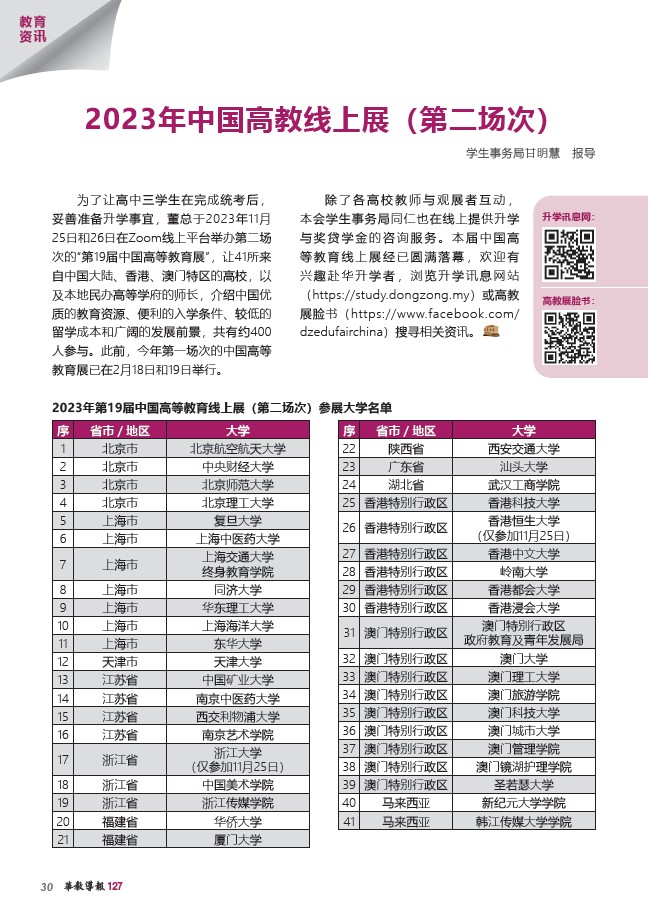 教育
资讯
2023年中国高教线上展（第二场次）
学生事务局甘明慧　报导
为了让高中三学生在完成统考后，
妥善准备升学事宜，董总于2023年11月
25日和26日在Zoom线上平台举办第二场
次的“第19届中国高等教育展”，让41所来
自中国大陆、香港、澳门特区的高校，以
及本地民办高等学府的师长，介绍中国优
质的教育资源、便利的入学条件、较低的
留学成本和广阔的发展前景，共有约400
人参与。此前，今年第一场次的中国高等
教育展已在2月18日和19日举行。
除了各高校教师与观展者互动，
本会学生事务局同仁也在线上提供升学
与奖贷学金的咨询服务。本届中国高
等教育线上展经已圆满落幕，欢迎有
兴趣赴华升学者，浏览升学讯息网站
（https://study.dongzong.my）或高教
展脸书（https://www.facebook.com/
dzedufairchina）搜寻相关资讯。
升学讯息网：
高教展脸书：
2023年第19届中国高等教育线上展（第二场次）参展大学名单
序 省市 / 地区 大学
1 北京市 北京航空航天大学
2 北京市 中央财经大学
3 北京市 北京师范大学
4 北京市 北京理工大学
5 上海市 复旦大学
6 上海市 上海中医药大学
7 上海市 上海交通大学
终身教育学院
8 上海市 同济大学
9 上海市 华东理工大学
10 上海市 上海海洋大学
11 上海市 东华大学
12 天津市 天津大学
13 江苏省 中国矿业大学
14 江苏省 南京中医药大学
15 江苏省 西交利物浦大学
16 江苏省 南京艺术学院
17 浙江省 浙江大学
（仅参加11月25日）
18 浙江省 中国美术学院
19 浙江省 浙江传媒学院
20 福建省 华侨大学
21 福建省 厦门大学
序 省市 / 地区 大学
22 陕西省 西安交通大学
23 广东省 汕头大学
24 湖北省 武汉工商学院
25 香港特别行政区 香港科技大学
26 香港特别行政区 香港恒生大学
（仅参加11月25日）
27 香港特别行政区 香港中文大学
28 香港特别行政区 岭南大学
29 香港特别行政区 香港都会大学
30 香港特别行政区 香港浸会大学
31 澳门特别行政区 澳门特别行政区
政府教育及青年发展局
32 澳门特别行政区 澳门大学
33 澳门特别行政区 澳门理工大学
34 澳门特别行政区 澳门旅游学院
35 澳门特别行政区 澳门科技大学
36 澳门特别行政区 澳门城市大学
37 澳门特别行政区 澳门管理学院
38 澳门特别行政区 澳门镜湖护理学院
39 澳门特别行政区 圣若瑟大学
40 马来西亚 新纪元大学学院
41 马来西亚 韩江传媒大学学院
30 華教導報 127